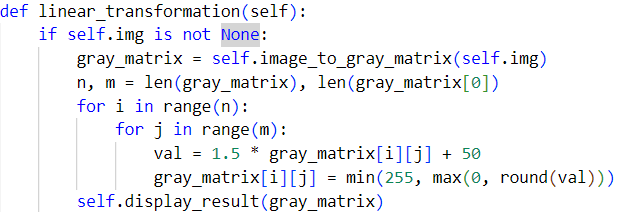 def linear_transformation(self):
    if self.img is not None:
        gray_matrix = self.image_to_gray_matrix(self.img)
        n, m = len(gray_matrix), len(gray_matrix[0])
        for i in range(n):
            for j in range(m):
                val = 1.5 * gray_matrix[i][j] + 50
                gray_matrix[i][j] = min(255, max(0, round(val)))
        self.display_result(gray_matrix)